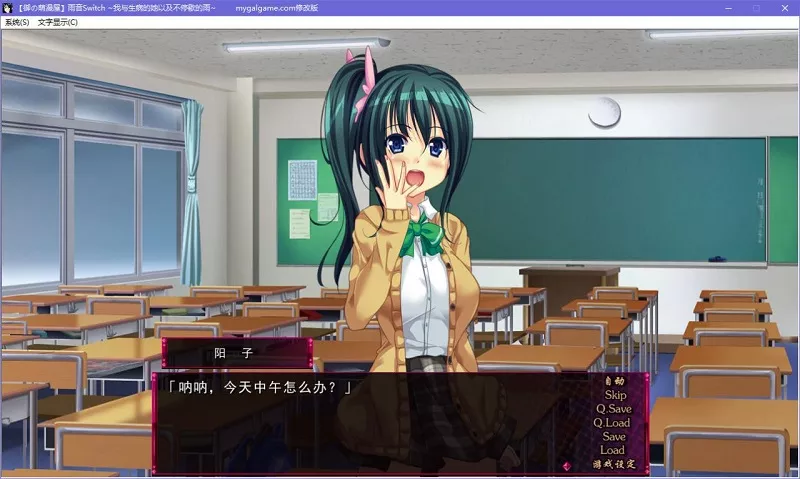 【御の萌漫屋】雨音Switch ~我与生病的她以及不停歇的雨~ mygalgame.com修改版
系统(S) 文字显示(C)
阳 子
「呐呐，今天中午怎么办？」
自动
Skip
Q.Save
Q.Load
Save
Load
游戏设定